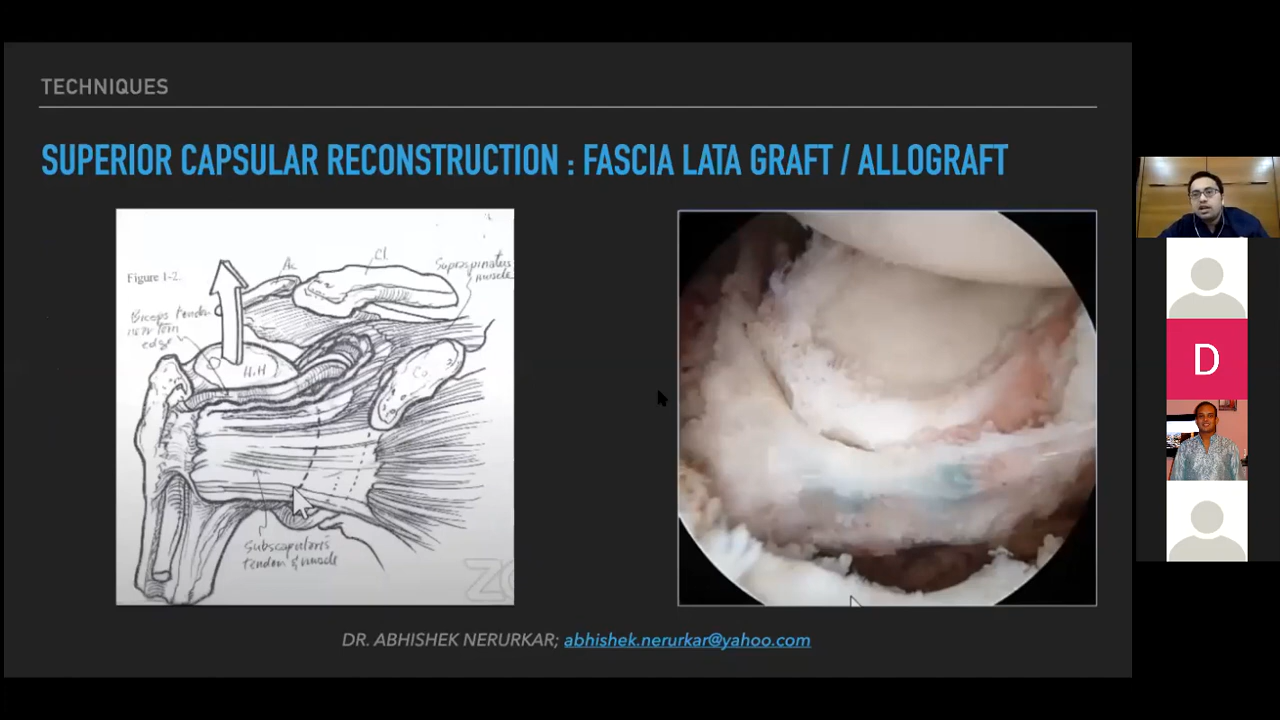 TECHNIQUES
SUPERIOR CAPSULAR RECONSTRUCTION : FASCIA LATA GRAFT / ALLOGRAFT
Figure 1-2.
Ac
Cl
Supraspinatus
muscle
Biceps tendon
torn
edge
H.H
Co
Subscapularis
tendon & muscle
DR. ABHISHEK NERURKAR; abhishek.nerurkar@yahoo.com
D